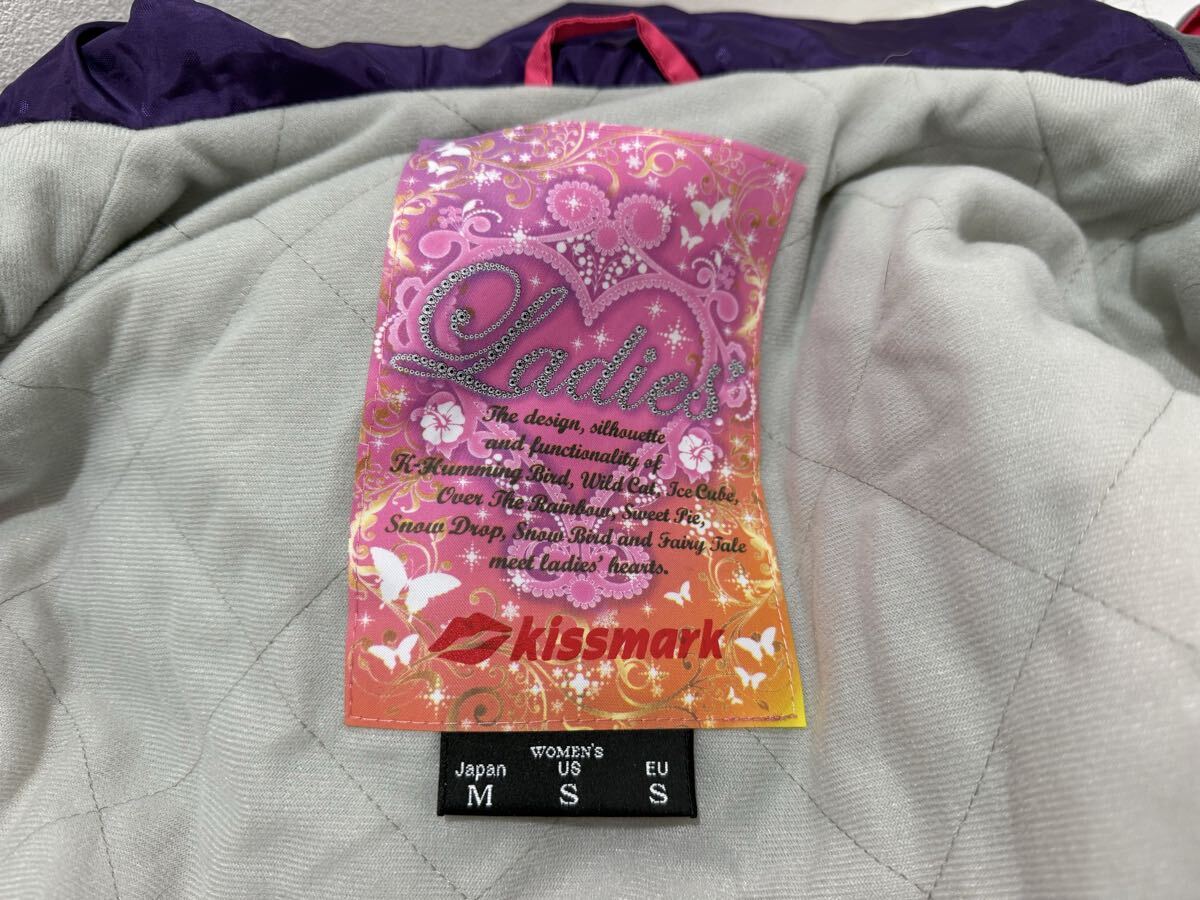 Ladies'
The design, silhouette
and functionality of
K-Humming Bird, Wild Cat, Ice Cube,
Over The Rainbow, Sweet Pie,
Snow Drop, Snow Bird and Fairy Tale
meet ladies' hearts.
kissmark
WOMEN'S
Japan US EU
M S S